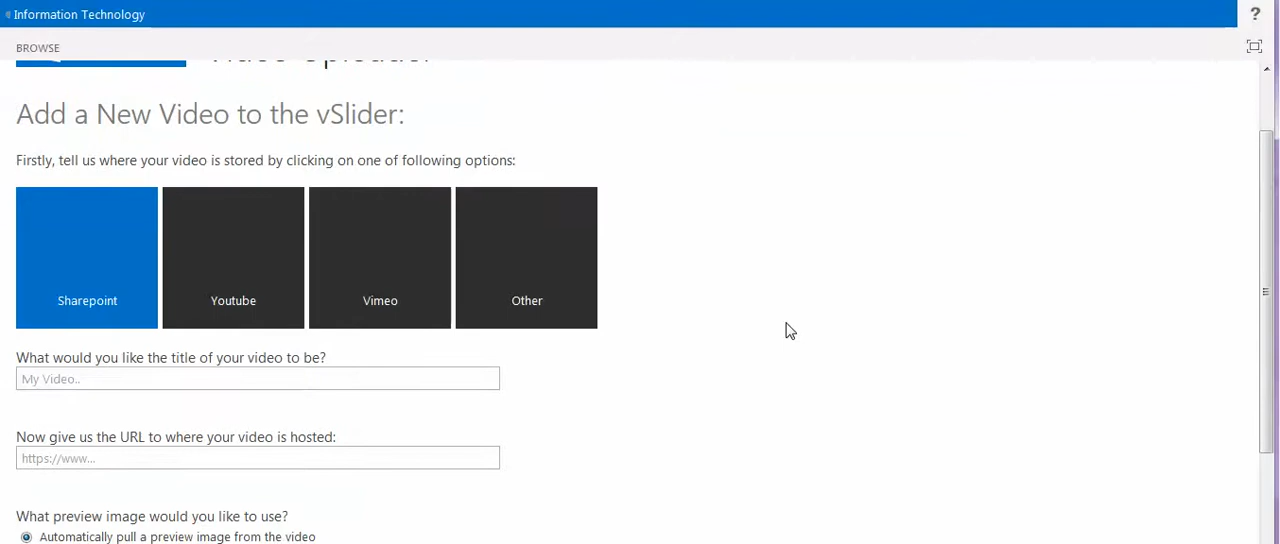 Information Technology
?
BROWSE
Video Uploader
Add a New Video to the vSlider:
Firstly, tell us where your video is stored by clicking on one of following options:
Sharepoint
Youtube
Vimeo
Other
What would you like the title of your video to be?
My Video..
Now give us the URL to where your video is hosted:
https://www...
What preview image would you like to use?
Automatically pull a preview image from the video